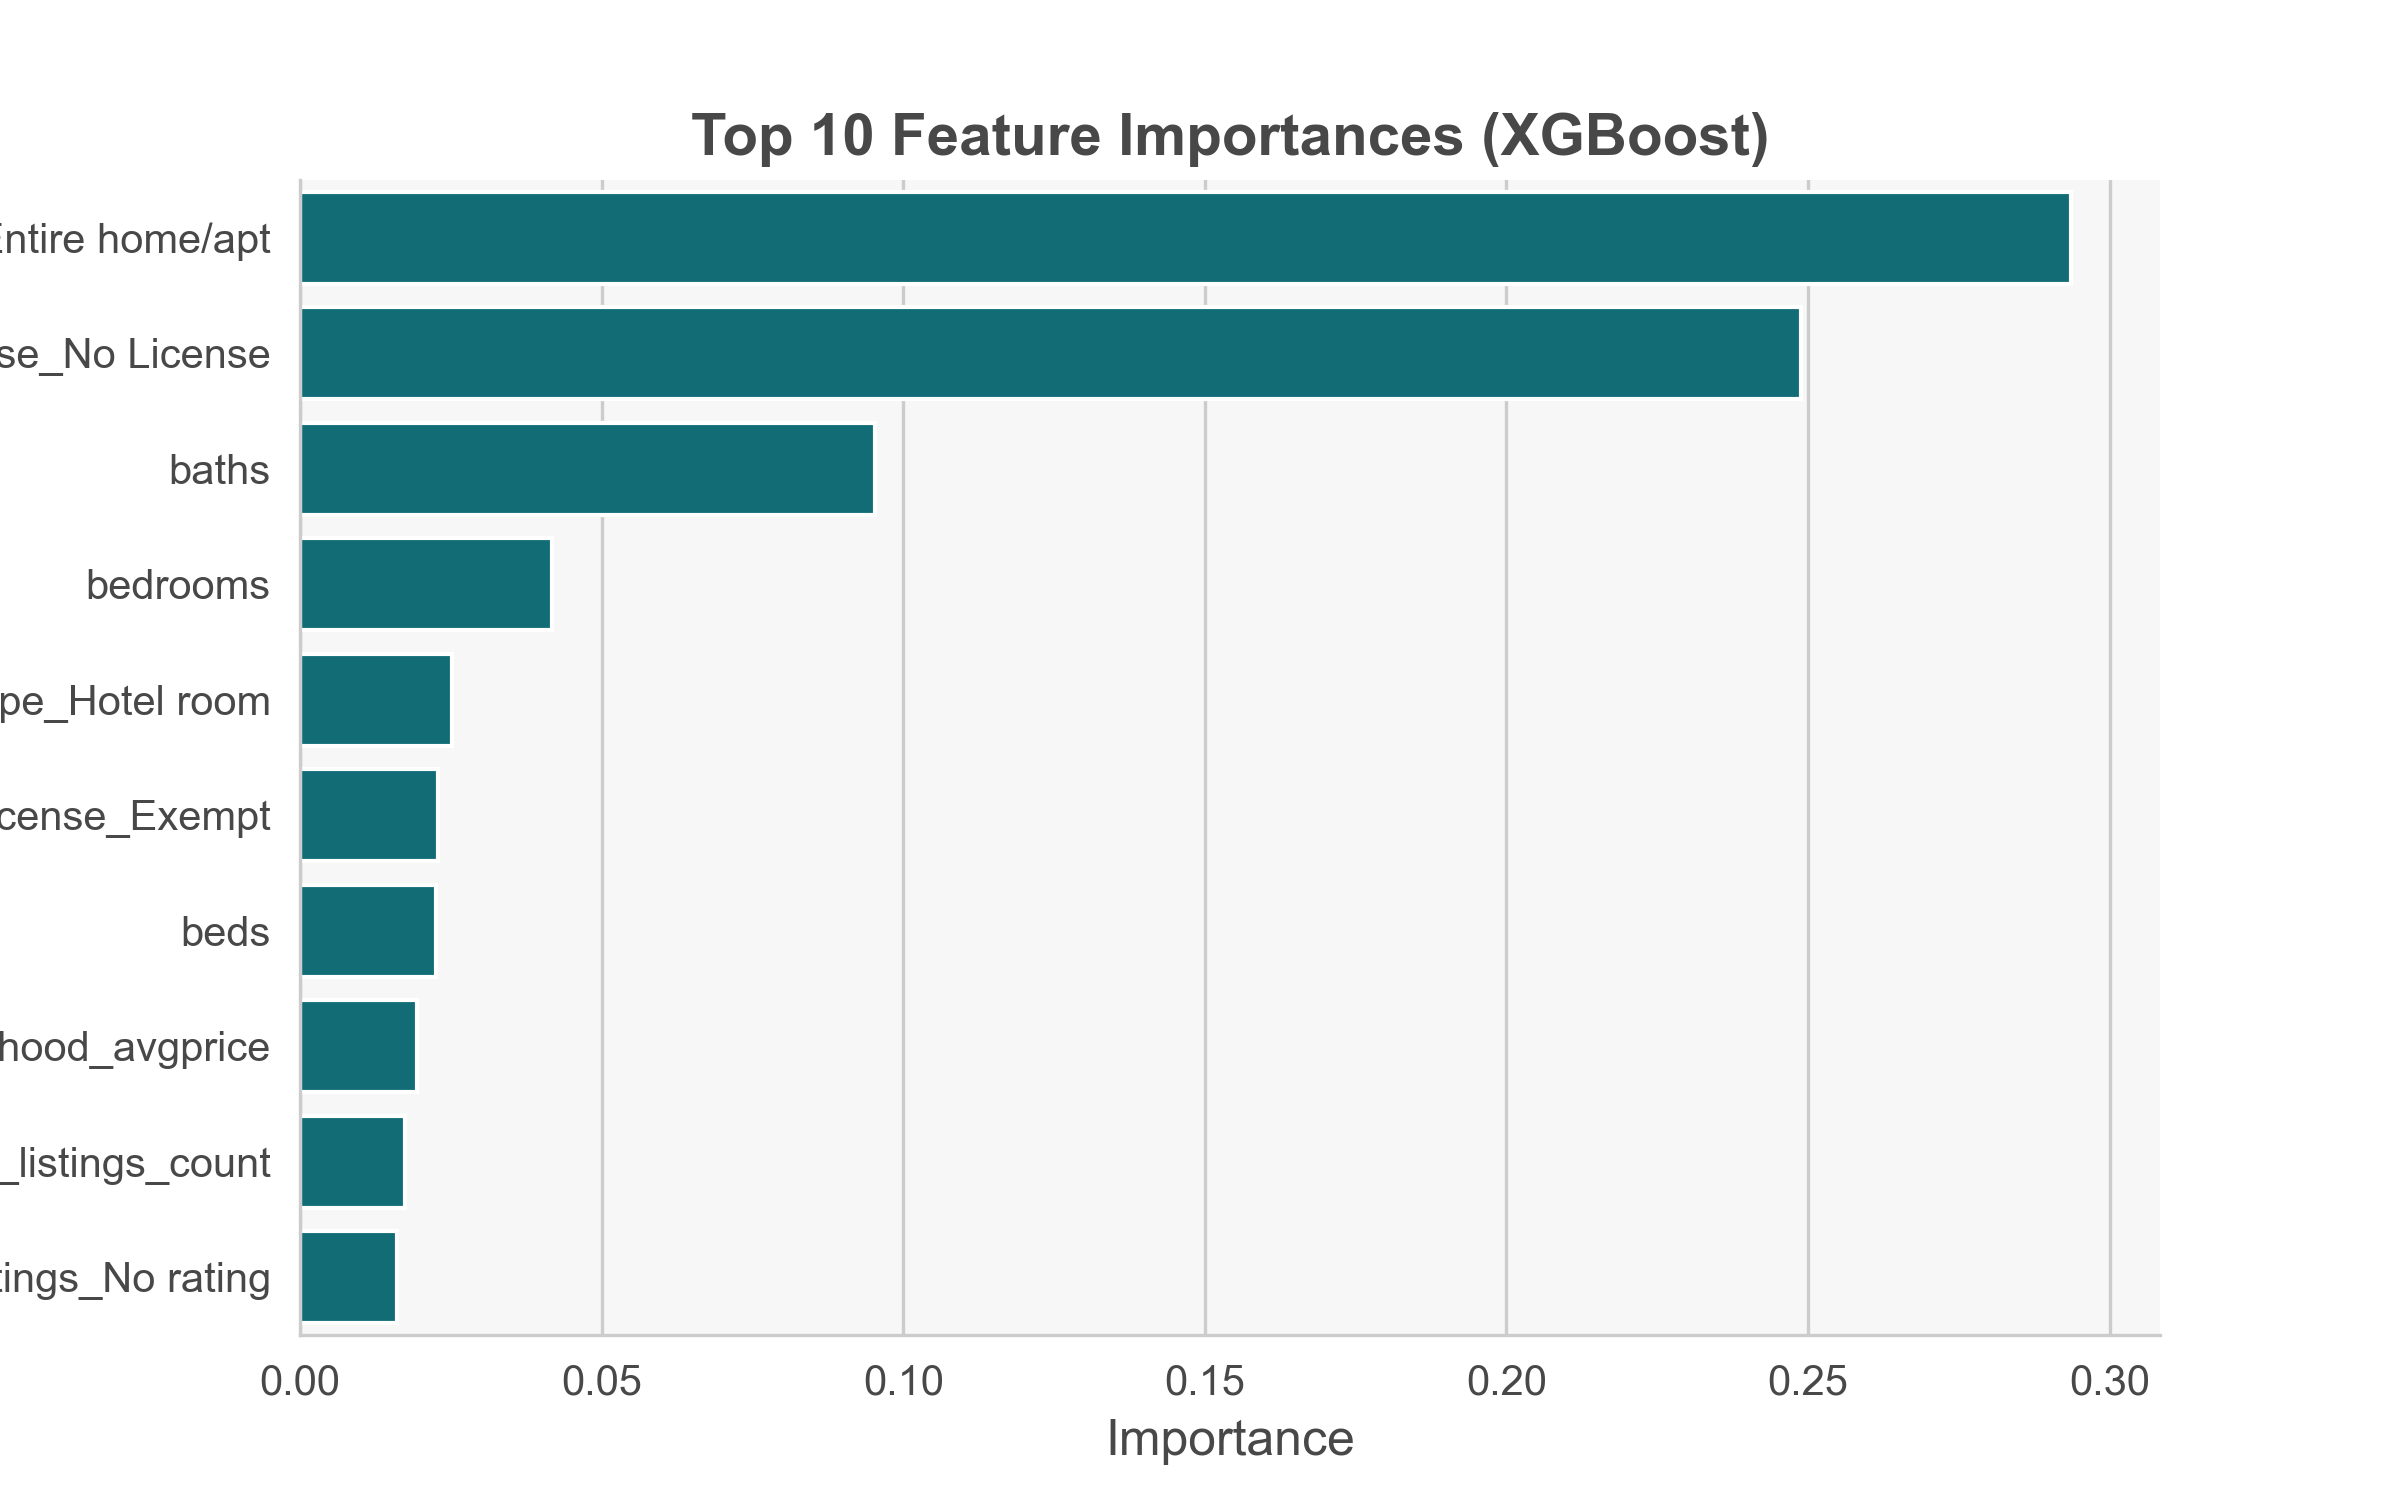 Top 10 Feature Importances (XGBoost)
Entire home/apt
se_No License
baths
bedrooms
pe_Hotel room
cense_Exempt
beds
hood_avgprice
_listings_count
tings_No rating
0.00 0.05 0.10 0.15 0.20 0.25 0.30
Importance